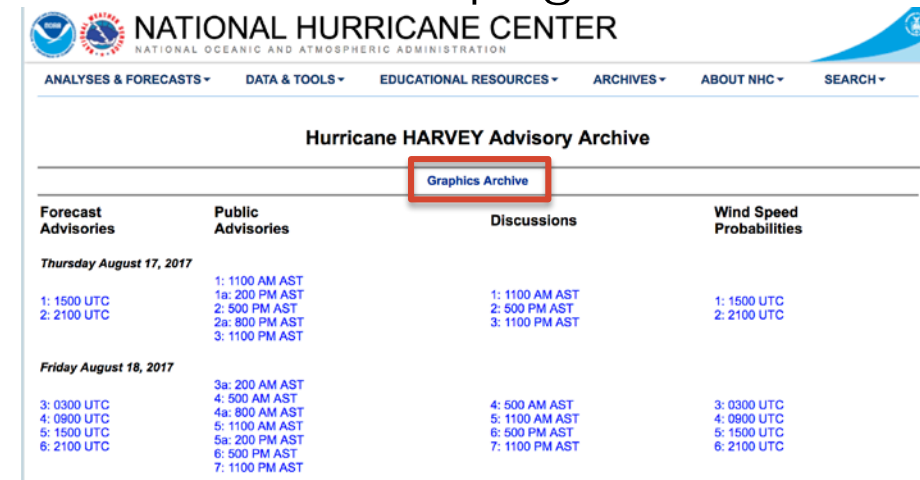 NATIONAL HURRICANE CENTER
NATIONAL OCEANIC AND ATMOSPHERIC ADMINISTRATION
ANALYSES & FORECASTS DATA & TOOLS EDUCATIONAL RESOURCES ARCHIVES ABOUT NHC SEARCH
Hurricane HARVEY Advisory Archive
Graphics Archive
Forecast Advisories Public Advisories Discussions Wind Speed Probabilities
Thursday August 17, 2017
1: 1500 UTC
2: 2100 UTC
1: 1100 AM AST
1a: 200 PM AST
2: 500 PM AST
2a: 800 PM AST
3: 1100 PM AST
1: 1100 AM AST
2: 500 PM AST
3: 1100 PM AST
1: 1500 UTC
2: 2100 UTC
Friday August 18, 2017
3: 0300 UTC
4: 0900 UTC
5: 1500 UTC
6: 2100 UTC
3a: 200 AM AST
4: 500 AM AST
4a: 800 AM AST
5: 1100 AM AST
5a: 200 PM AST
6: 500 PM AST
7: 1100 PM AST
4: 500 AM AST
5: 1100 AM AST
6: 500 PM AST
7: 1100 PM AST
3: 0300 UTC
4: 0900 UTC
5: 1500 UTC
6: 2100 UTC